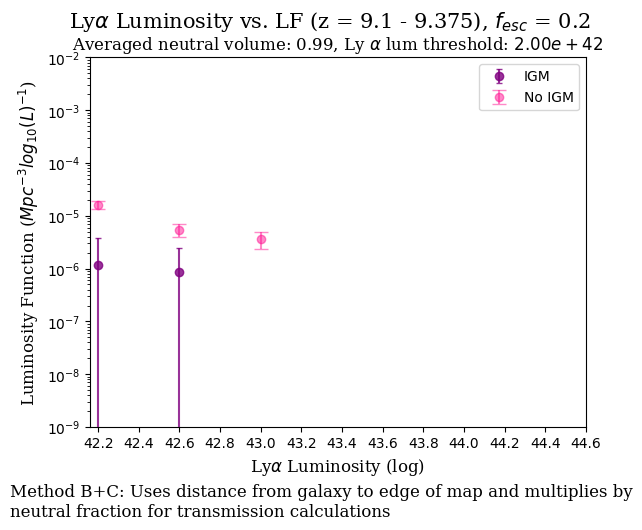 Lyα Luminosity vs. LF (z = 9.1 - 9.375), f_esc = 0.2
Averaged neutral volume: 0.99, Ly α lum threshold: 2.00e + 42
IGM
No IGM
Luminosity Function (Mpc⁻³log₁₀(L)⁻¹)
10⁻²
10⁻³
10⁻⁴
10⁻⁵
10⁻⁶
10⁻⁷
10⁻⁸
10⁻⁹
42.2 42.4 42.6 42.8 43.0 43.2 43.4 43.6 43.8 44.0 44.2 44.4 44.6
Lyα Luminosity (log)
Method B+C: Uses distance from galaxy to edge of map and multiplies by
neutral fraction for transmission calculations